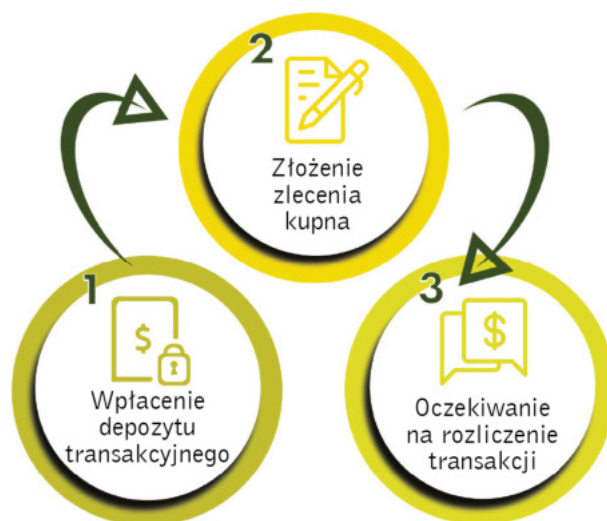 1
$
Wpłacenie
depozytu
transakcyjnego
2
Złożenie
zlecenia
kupna
3
$
Oczekiwanie
na rozliczenie
transakcji